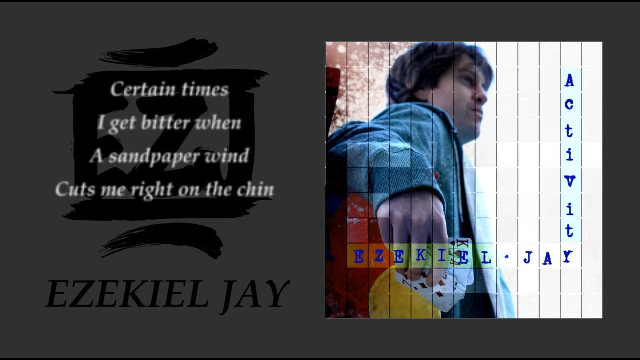 Certain times
I get bitter when
A sandpaper wind
Cuts me right on the chin
EZEKIEL JAY
Activity
EZEKIEL·JAY